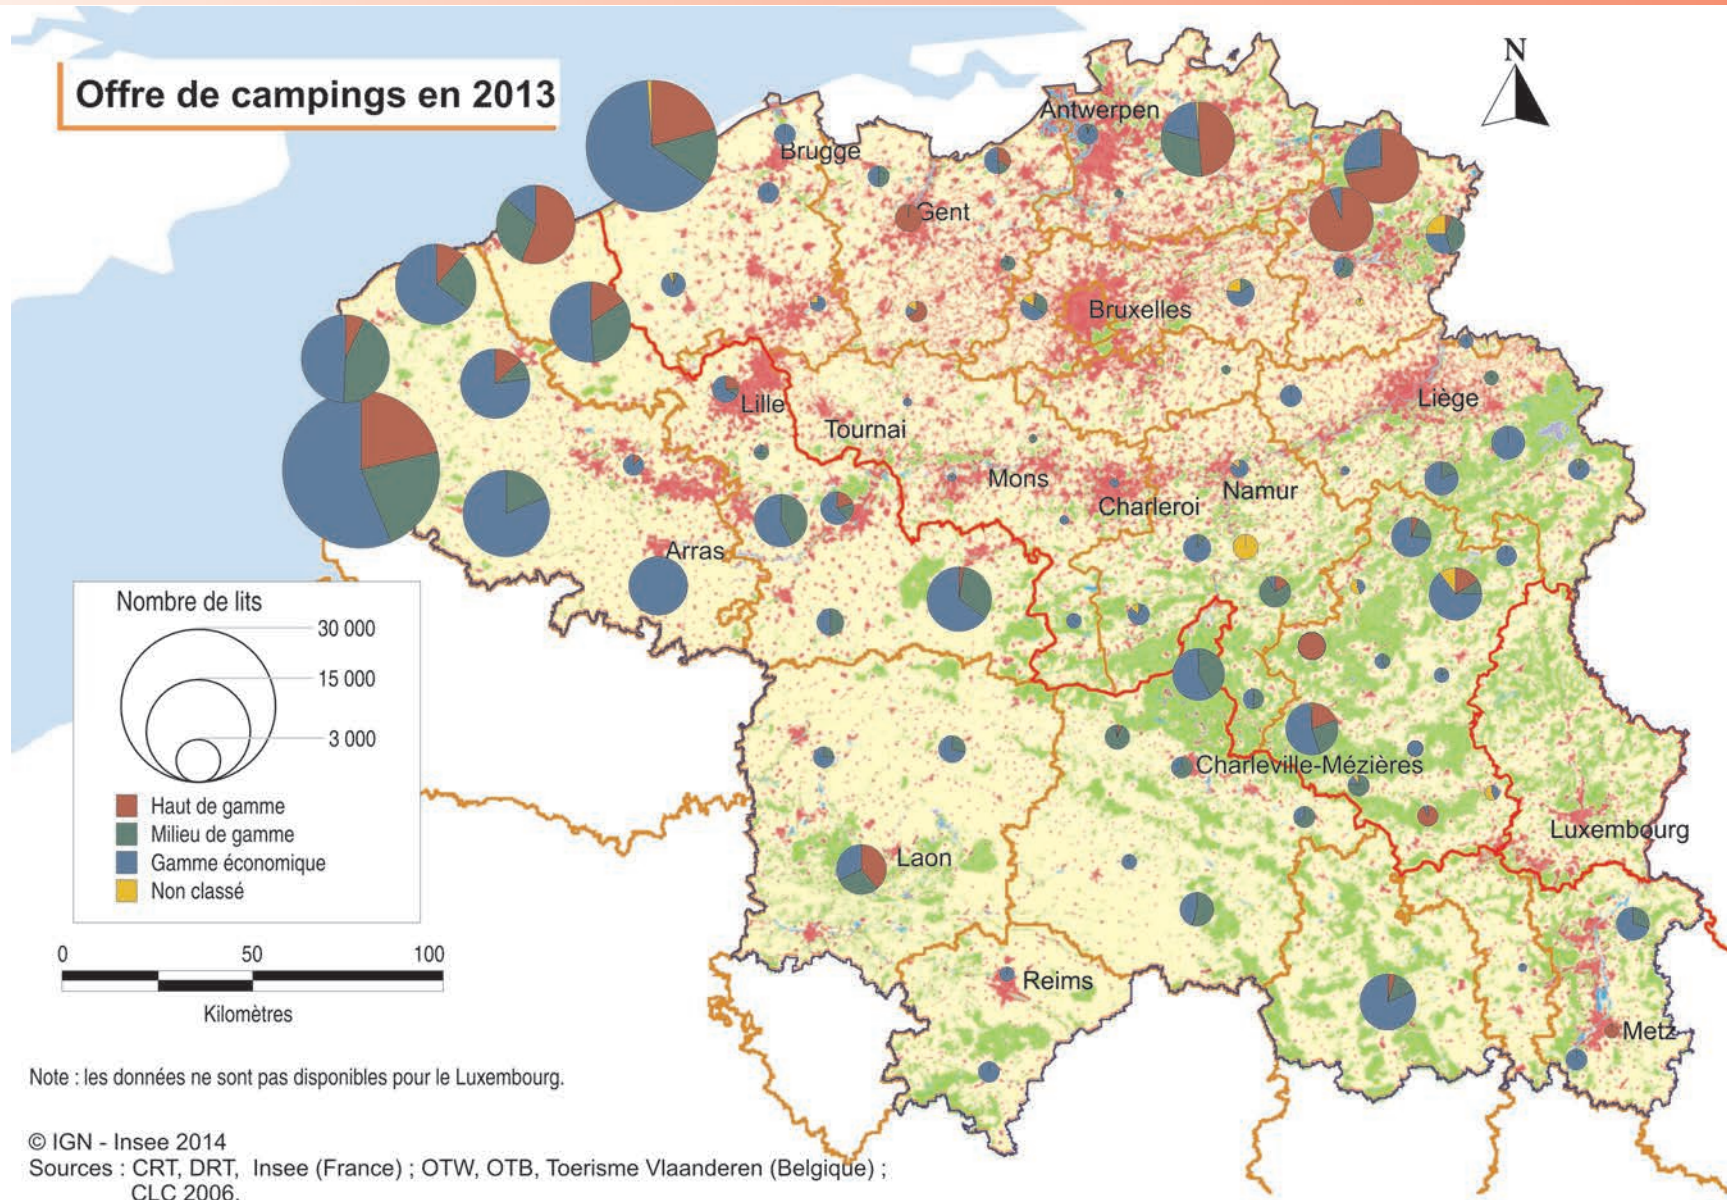 Offre de campings en 2013
N
Antwerpen
Brugge
Gent
Bruxelles
Lille
Tournai
Liège
Mons
Charleroi
Namur
Arras
Nombre de lits
30 000
15 000
3 000
Haut de gamme
Milieu de gamme
Gamme économique
Non classé
Charleville-Mézières
Luxembourg
Laon
0 50 100
Kilomètres
Reims
Metz
Note : les données ne sont pas disponibles pour le Luxembourg.
© IGN - Insee 2014
Sources : CRT, DRT, Insee (France) ; OTW, OTB, Toerisme Vlaanderen (Belgique) ;
CLC 2006.